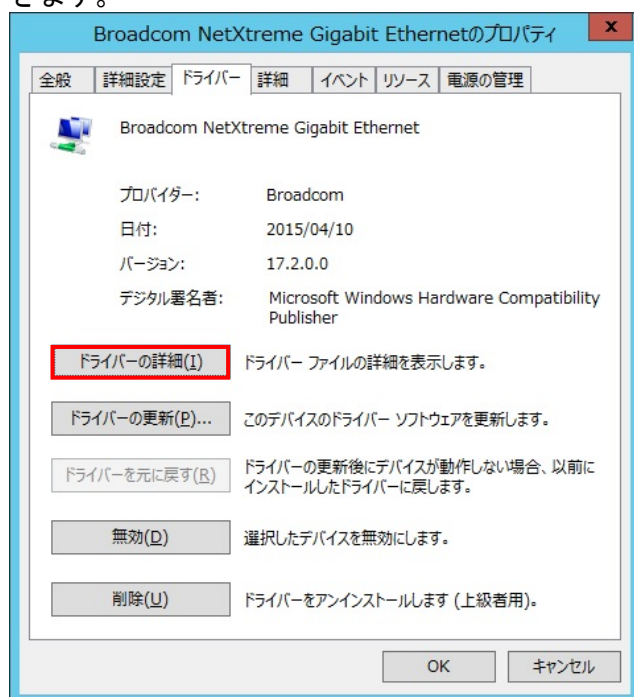 きます。
Broadcom NetXtreme Gigabit Ethernetのプロパティ
x
全般 詳細設定 ドライバー 詳細 イベント リソース 電源の管理
Broadcom NetXtreme Gigabit Ethernet
プロバイダー: Broadcom
日付: 2015/04/10
バージョン: 17.2.0.0
デジタル署名者: Microsoft Windows Hardware Compatibility
Publisher
ドライバーの詳細(I) ドライバー ファイルの詳細を表示します。
ドライバーの更新(P)... このデバイスのドライバー ソフトウェアを更新します。
ドライバーを元に戻す(R) ドライバーの更新後にデバイスが動作しない場合、以前に
インストールしたドライバーに戻します。
無効(D) 選択したデバイスを無効にします。
削除(U) ドライバーをアンインストールします (上級者用)。
OK キャンセル